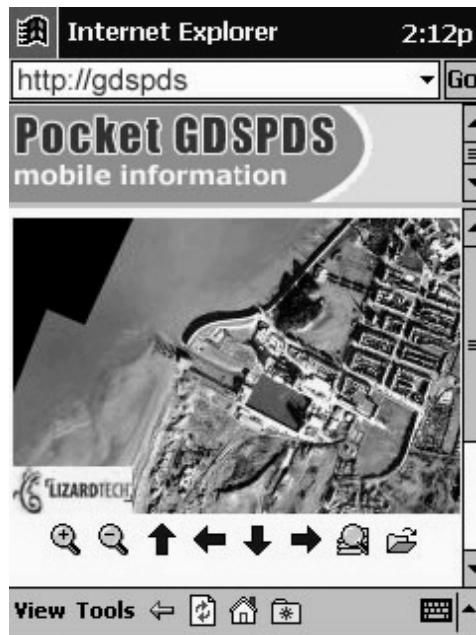 Internet Explorer 2:12p
http://gdspds Go
Pocket GDSPDS
mobile information
LIZARDTECH
View Tools